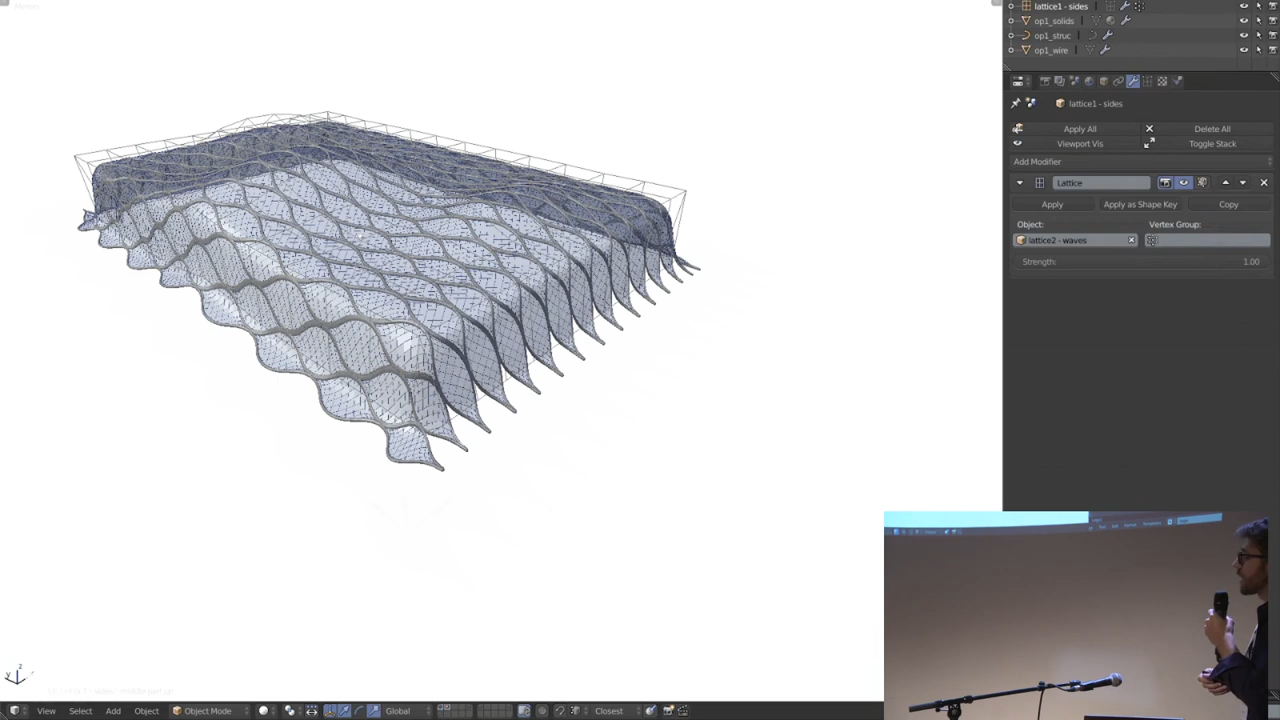 lattice1 - sides
op1_solids
op1_struc
op1_wire
lattice1 - sides
Apply All
Delete All
Viewport Vis
Toggle Stack
Add Modifier
Lattice
Apply
Apply as Shape Key
Copy
Object:
Vertex Group:
lattice2 - waves
Strength:
1.00
z
y
View
Select
Add
Object
Object Mode
Global
Closest